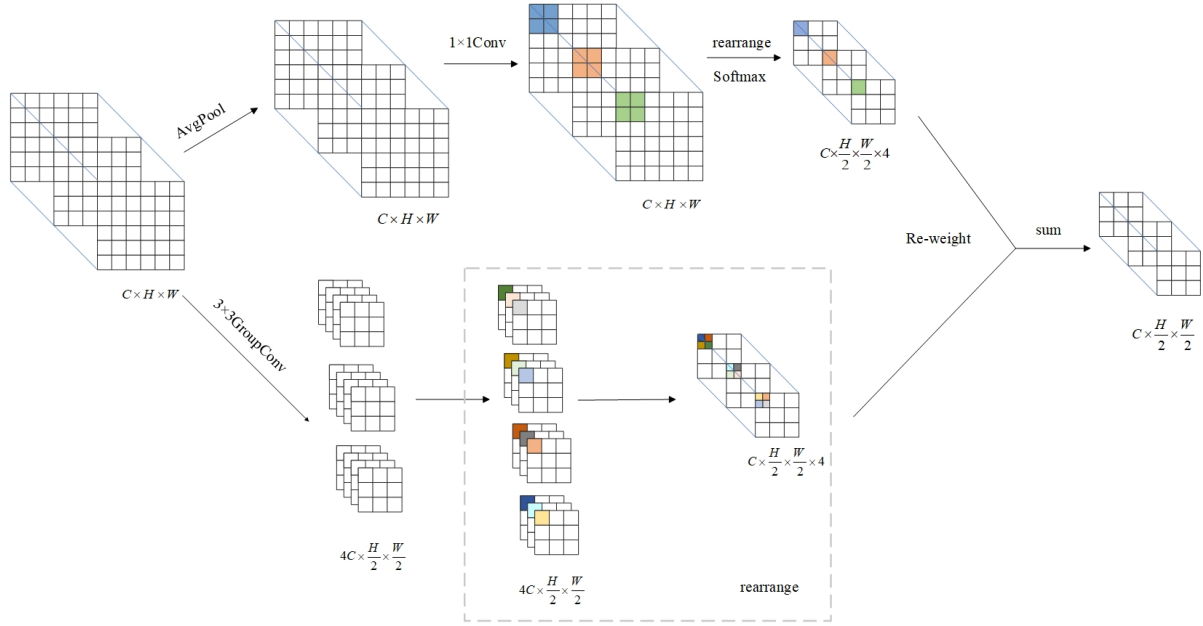 1×1Conv
rearrange
Softmax
AvgPool
C × H × W
C × H × W
C × H × W
C × H/2 × W/2 × 4
Re-weight
sum
C × H/2 × W/2
3×3GroupConv
4C × H/2 × W/2
4C × H/2 × W/2
C × H/2 × W/2 × 4
rearrange